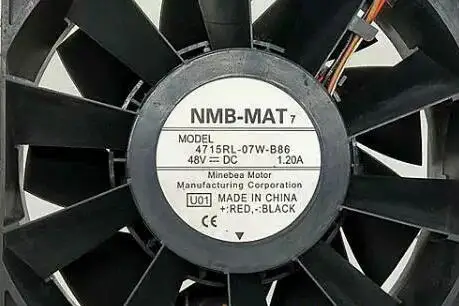 NMB-MAT 7
MODEL
4715RL-07W-B86
48V ⎓ DC 1.20A
Minebea Motor
Manufacturing Corporation
U01 MADE IN CHINA
CE +:RED,-:BLACK